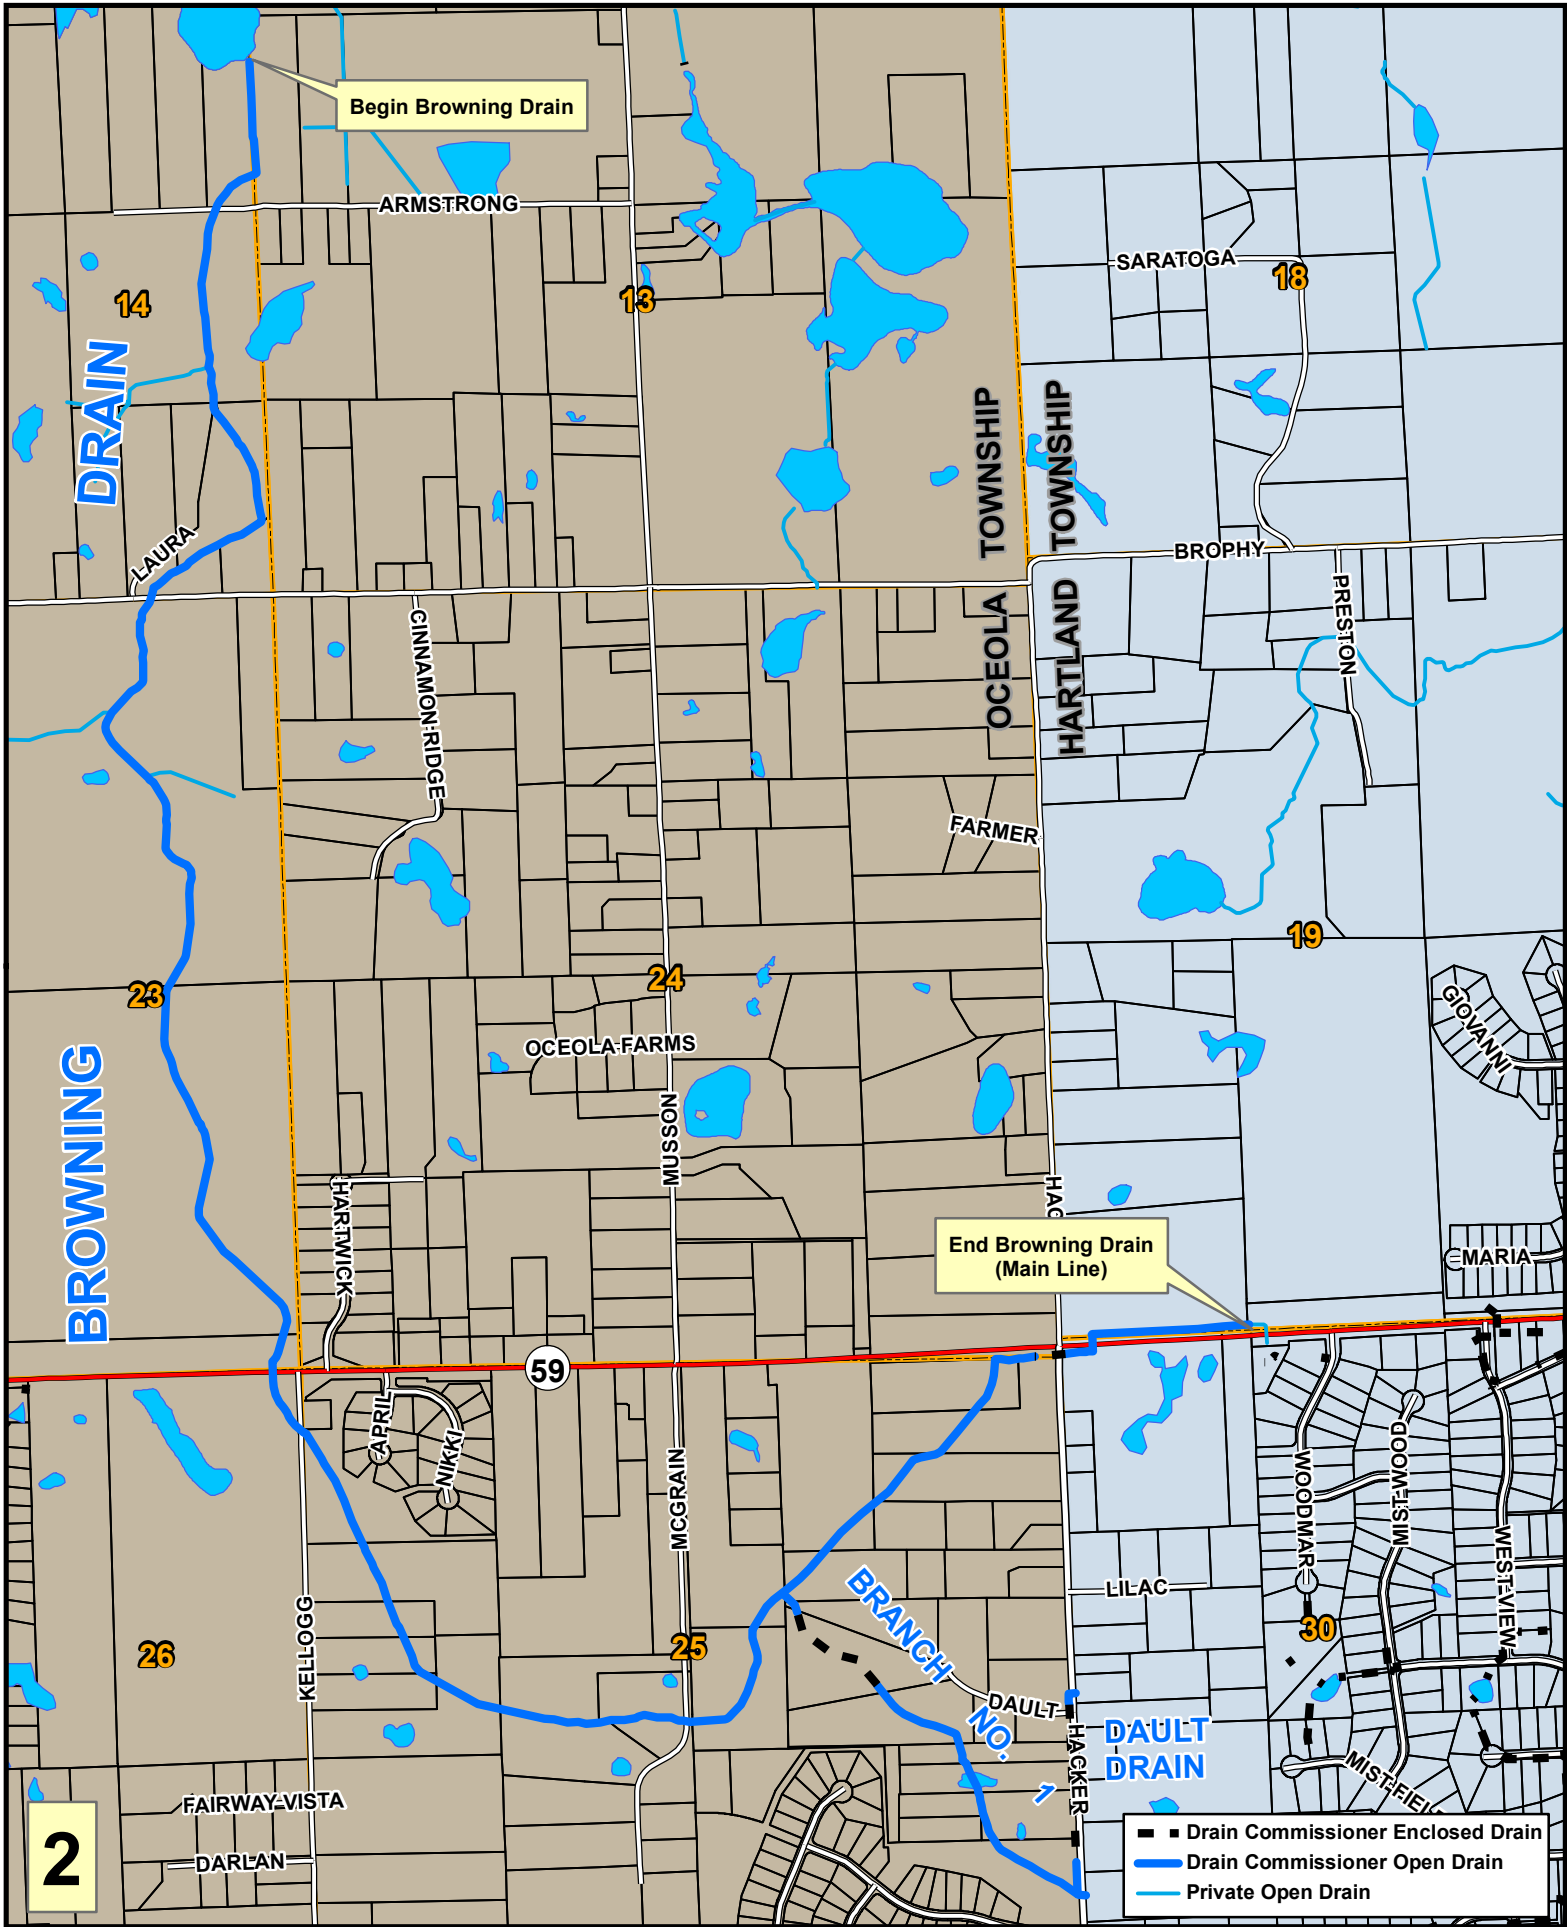 Begin Browning Drain
ARMSTRONG
SARATOGA
14
13
18
DRAIN
OCEOLA TOWNSHIP
HARTLAND TOWNSHIP
LAURA
BROPHY
PRESTON
CINNAMON RIDGE
FARMER
19
23
24
GIOVANNI
OCEOLA FARMS
BROWNING
MUSSON
HARTWICK
HAC
End Browning Drain
(Main Line)
MARIA
59
APRIL
NIKKI
MCGRAIN
WOODMAR
MIST WOOD
WEST VIEW
BRANCH
NO.
1
LILAC
KELLOGG
26
25
30
DAULT
HACKER
DAULT
DRAIN
MIST FIEL
FAIRWAY VISTA
DARLAN
2
Drain Commissioner Enclosed Drain
Drain Commissioner Open Drain
Private Open Drain